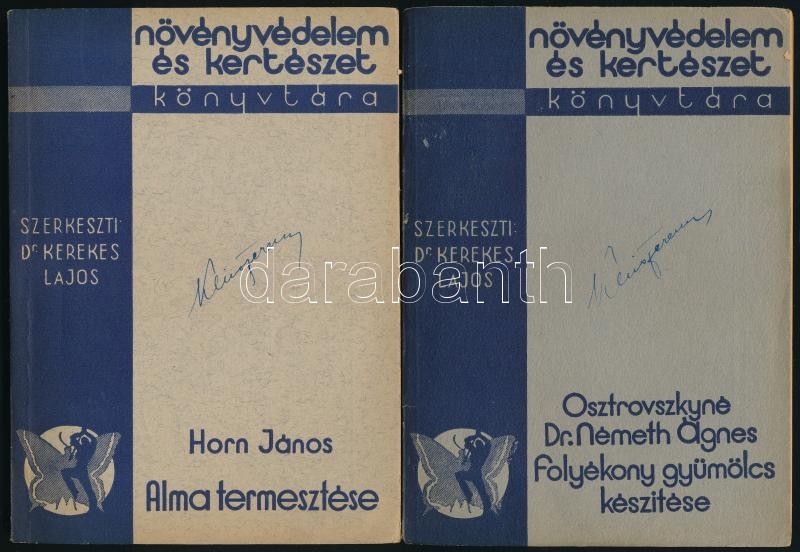 növényvédelem
és kertészet
könyvtára
SZERKESZTI:
Dr. KEREKES
LAJOS
Horn János
Alma termesztése
növényvédelem
és kertészet
könyvtára
SZERKESZTI:
Dr. KEREKES
LAJOS
Osztrovszkyné
Dr. Németh Ágnes
Folyékony gyümölcs
készitése
darabanth